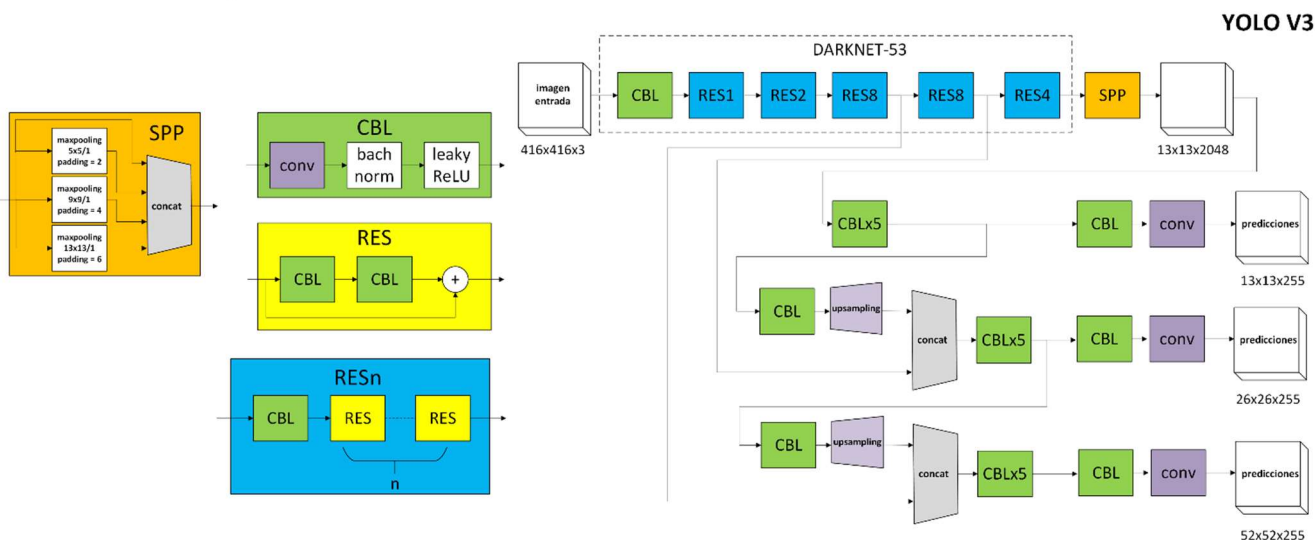 YOLO V3
DARKNET-53
imagen
entrada
CBL
RES1
RES2
RES8
RES8
RES4
SPP
416x416x3
13x13x2048
SPP
maxpooling
5x5/1
padding = 2
maxpooling
9x9/1
padding = 4
maxpooling
13x13/1
padding = 6
concat
CBL
conv
bach
norm
leaky
ReLU
RES
CBL
CBL
+
RESn
CBL
RES
RES
n
CBLx5
CBL
conv
predicciones
13x13x255
CBL
upsampling
concat
CBLx5
CBL
conv
predicciones
26x26x255
CBL
upsampling
concat
CBLx5
CBL
conv
predicciones
52x52x255